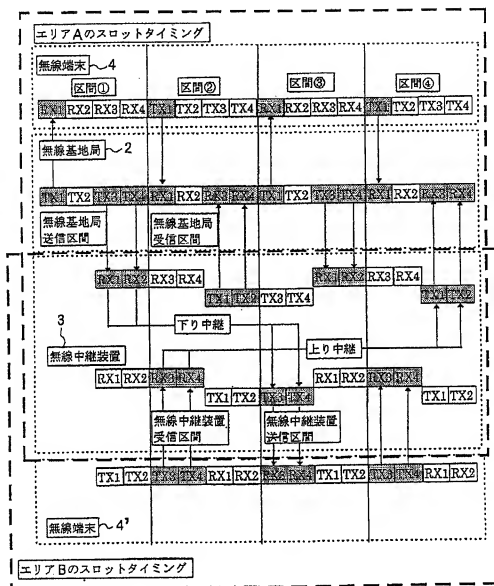 エリアAのスロットタイミング
無線端末 4
区間① 区間② 区間③ 区間④
TX1 RX2 RX3 RX4 TX1 TX2 TX3 TX4 RX1 RX2 RX3 RX4 TX1 TX2 TX3 TX4
無線基地局 2
TX1 TX2 TX3 TX4 RX1 RX2 RX3 RX4 TX1 TX2 TX3 TX4 RX1 RX2 RX3 RX4
無線基地局
送信区間
無線基地局
受信区間
RX1 RX2 RX3 RX4 RX1 RX2 RX3 RX4
TX1 TX2 TX3 TX4 TX1 TX2
3
下り中継
無線中継装置
上り中継
RX1 RX2 RX3 RX4 RX1 RX2 RX3 RX4
TX1 TX2 TX3 TX4 TX1 TX2
無線中継装置
受信区間
無線中継装置
送信区間
TX1 TX2 TX3 TX4 RX1 RX2 RX3 RX4 TX1 TX2 TX3 TX4 RX1 RX2
無線端末 4'
エリアBのスロットタイミング